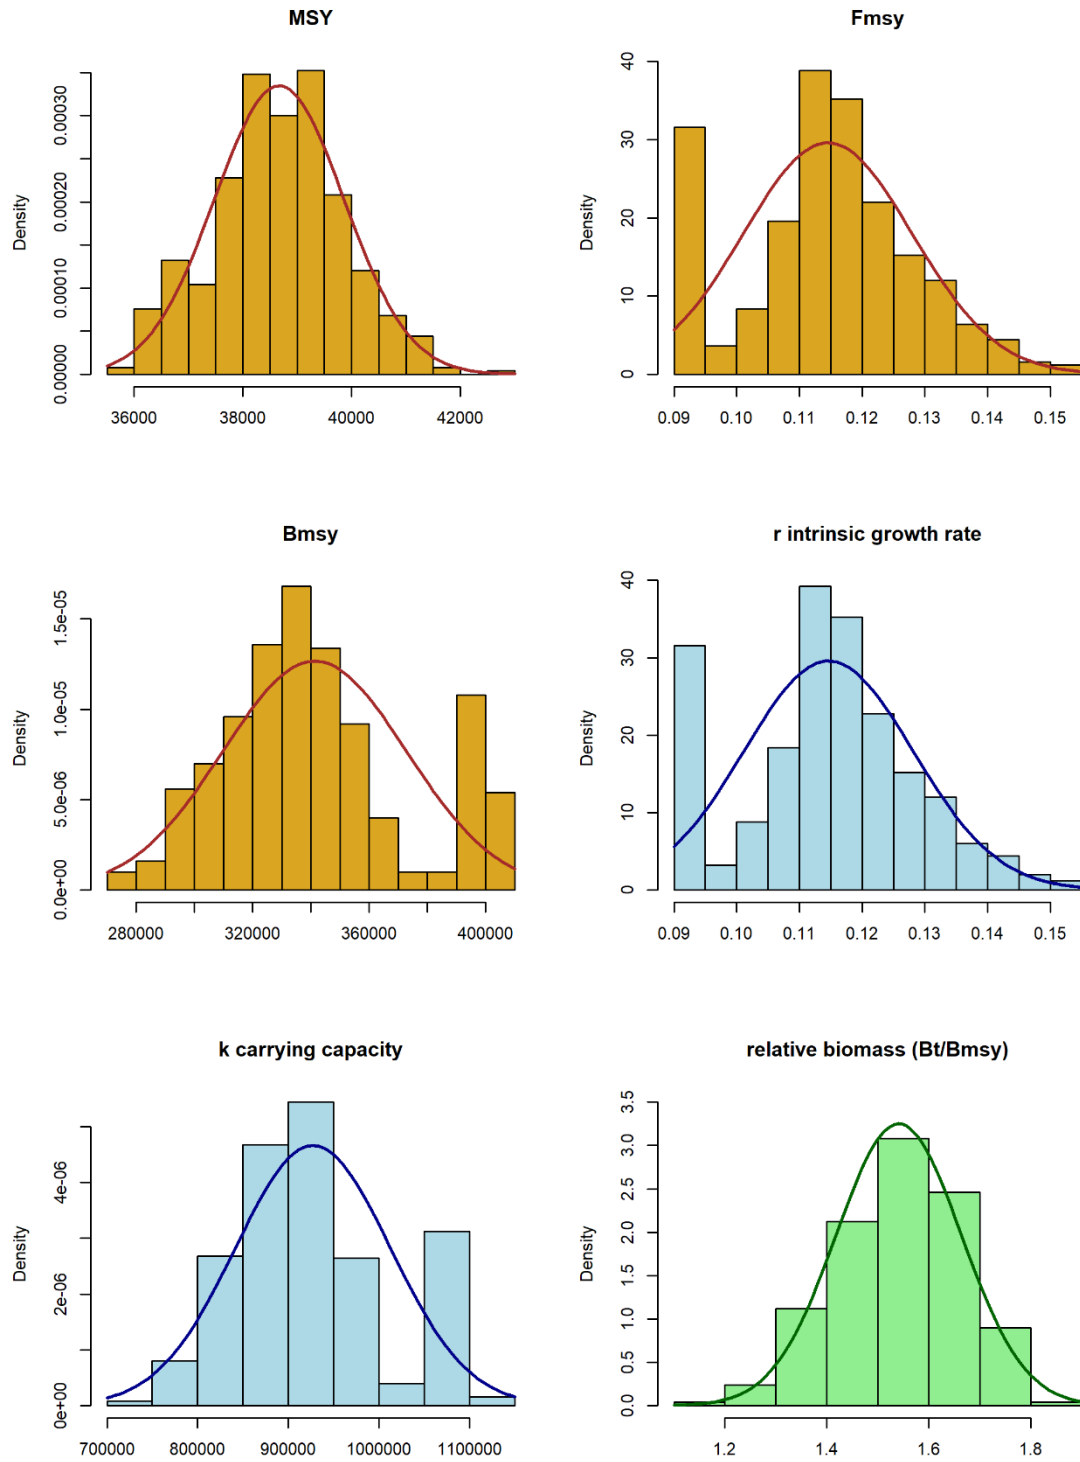 MSY
Density
0.00000
0.00010
0.00020
0.00030
36000
38000
40000
42000
Fmsy
Density
0
10
20
30
40
0.09
0.10
0.11
0.12
0.13
0.14
0.15
Bmsy
Density
0.0e+00
5.0e-06
1.0e-05
1.5e-05
280000
320000
360000
400000
r intrinsic growth rate
Density
0
10
20
30
40
0.09
0.10
0.11
0.12
0.13
0.14
0.15
k carrying capacity
Density
0e+00
2e-06
4e-06
700000
800000
900000
1000000
1100000
relative biomass (Bt/Bmsy)
Density
0.0
0.5
1.0
1.5
2.0
2.5
3.0
3.5
1.2
1.4
1.6
1.8